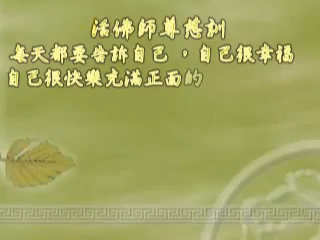 活佛師尊慈訓
每天都要告訴自己，自己很幸福
自己很快樂充滿正面的